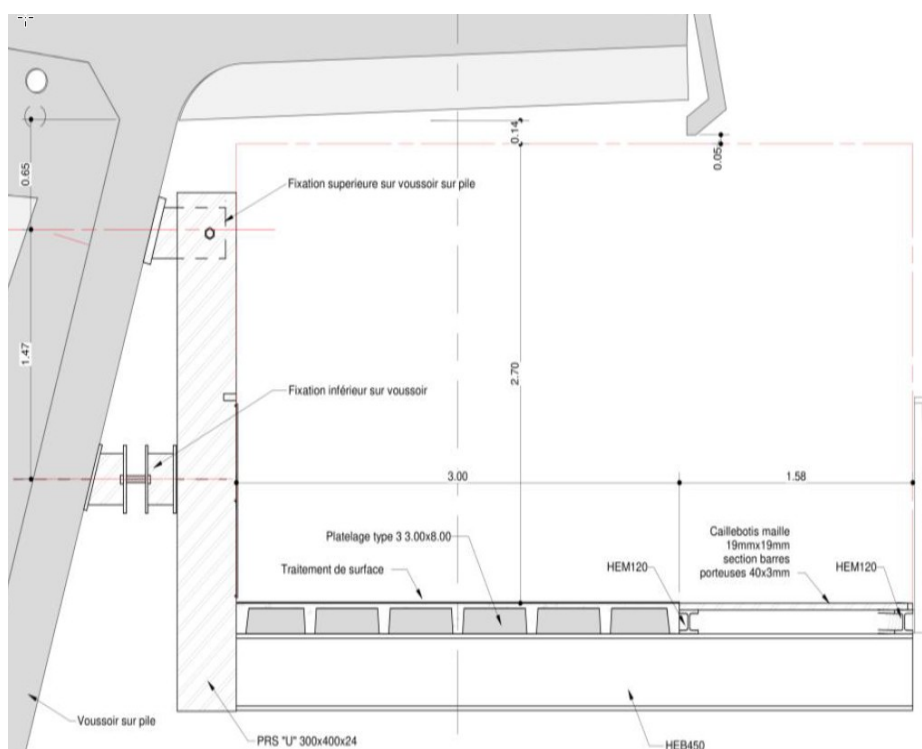 0.14
0.05
0.65
Fixation superieure sur voussoir sur pile
1.47
2.70
Fixation inférieur sur voussoir
3.00
1.58
Platelage type 3 3.00x8.00
Caillebotis maille
19mmx19mm
section barres
porteuses 40x3mm
Traitement de surface
HEM120
HEM120
Voussoir sur pile
PRS "U" 300x400x24
HEB450